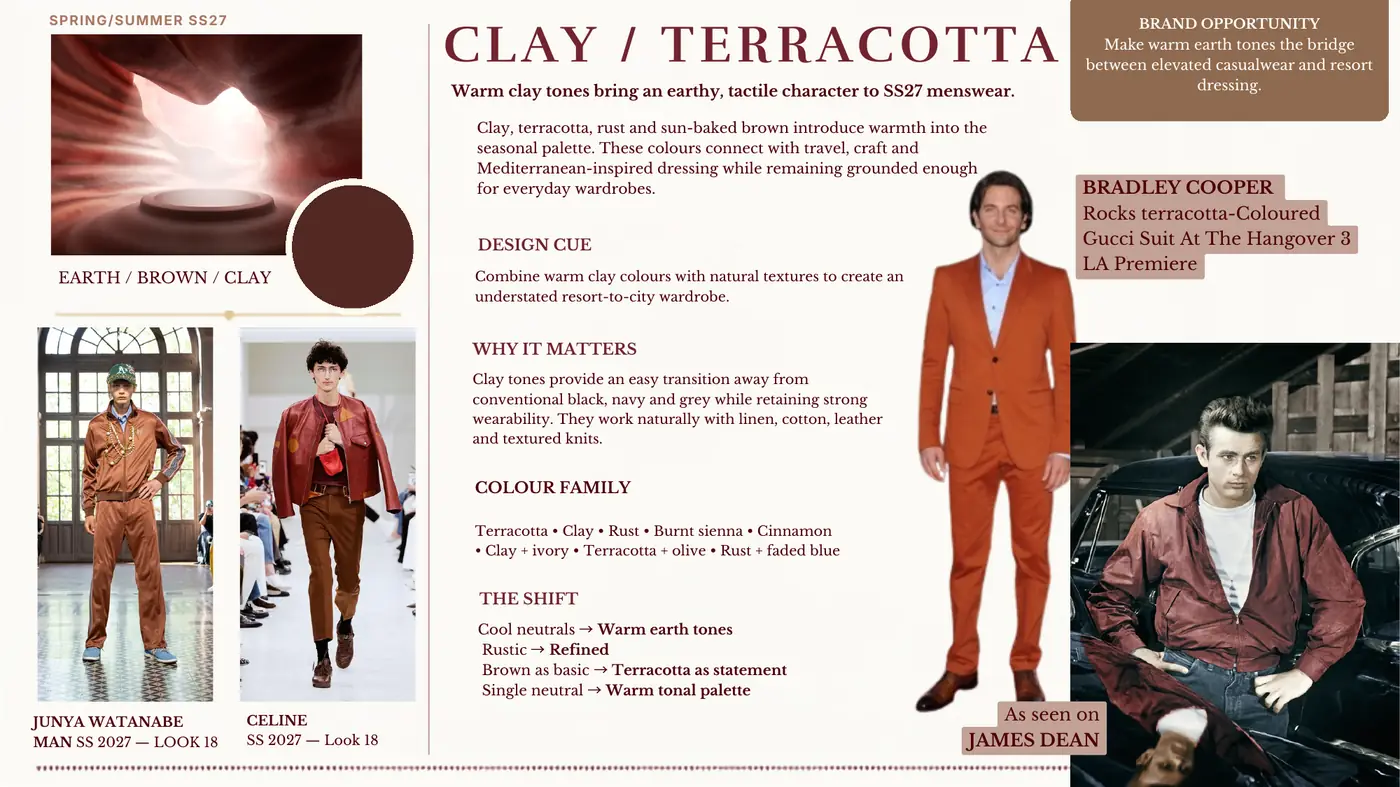 SPRING/SUMMER SS27
EARTH / BROWN / CLAY
JUNYA WATANABE
MAN SS 2027 — LOOK 18
CELINE
SS 2027 — Look 18
CLAY / TERRACOTTA
Warm clay tones bring an earthy, tactile character to SS27 menswear.
Clay, terracotta, rust and sun-baked brown introduce warmth into the
seasonal palette. These colours connect with travel, craft and
Mediterranean-inspired dressing while remaining grounded enough
for everyday wardrobes.
DESIGN CUE
Combine warm clay colours with natural textures to create an
understated resort-to-city wardrobe.
WHY IT MATTERS
Clay tones provide an easy transition away from
conventional black, navy and grey while retaining strong
wearability. They work naturally with linen, cotton, leather
and textured knits.
COLOUR FAMILY
Terracotta • Clay • Rust • Burnt sienna • Cinnamon
• Clay + ivory • Terracotta + olive • Rust + faded blue
THE SHIFT
Cool neutrals → Warm earth tones
Rustic → Refined
Brown as basic → Terracotta as statement
Single neutral → Warm tonal palette
BRAND OPPORTUNITY
Make warm earth tones the bridge
between elevated casualwear and resort
dressing.
BRADLEY COOPER
Rocks terracotta-Coloured
Gucci Suit At The Hangover 3
LA Premiere
As seen on
JAMES DEAN